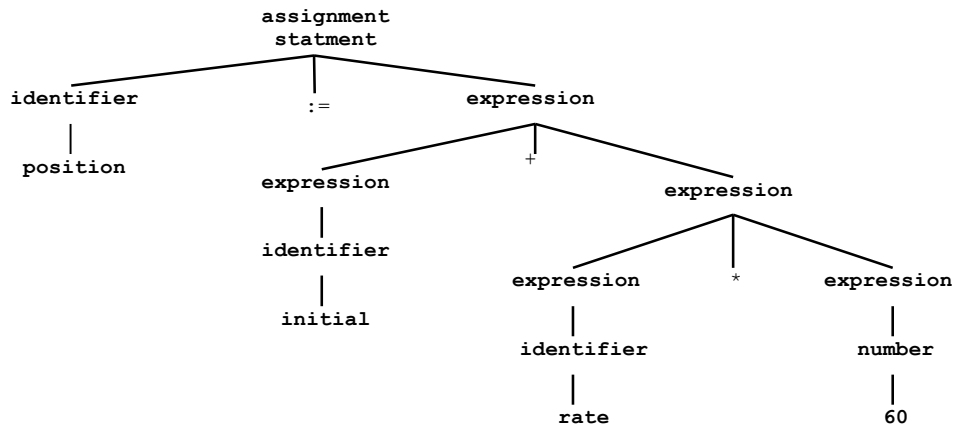 assignment
statment
identifier
:=
expression
position
expression
+
expression
identifier
expression
*
expression
initial
identifier
number
rate
60